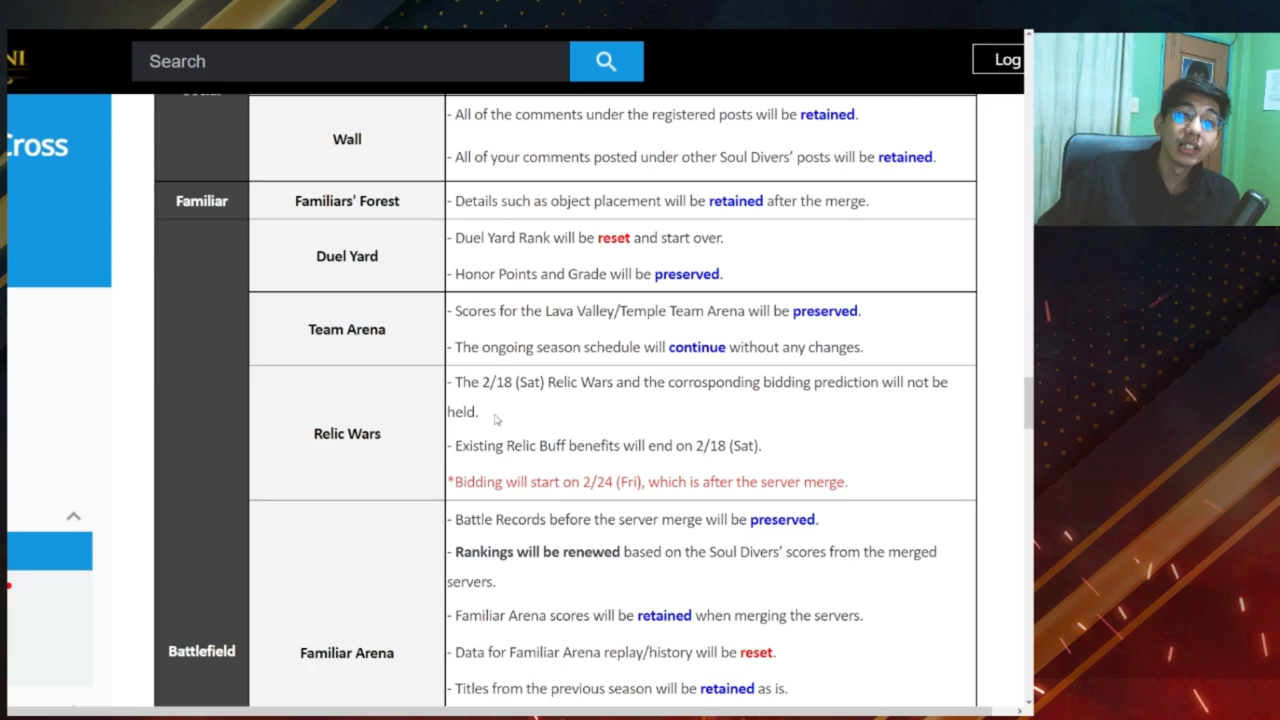 NI
Search
Log
Cross
Wall
- All of the comments under the registered posts will be retained.
- All of your comments posted under other Soul Divers' posts will be retained.
Familiar
Familiars' Forest
- Details such as object placement will be retained after the merge.
Duel Yard
- Duel Yard Rank will be reset and start over.
- Honor Points and Grade will be preserved.
Team Arena
- Scores for the Lava Valley/Temple Team Arena will be preserved.
- The ongoing season schedule will continue without any changes.
Relic Wars
- The 2/18 (Sat) Relic Wars and the corrosponding bidding prediction will not be
held.
- Existing Relic Buff benefits will end on 2/18 (Sat).
*Bidding will start on 2/24 (Fri), which is after the server merge.
Battlefield
Familiar Arena
- Battle Records before the server merge will be preserved.
- Rankings will be renewed based on the Soul Divers' scores from the merged
servers.
- Familiar Arena scores will be retained when merging the servers.
- Data for Familiar Arena replay/history will be reset.
- Titles from the previous season will be retained as is.